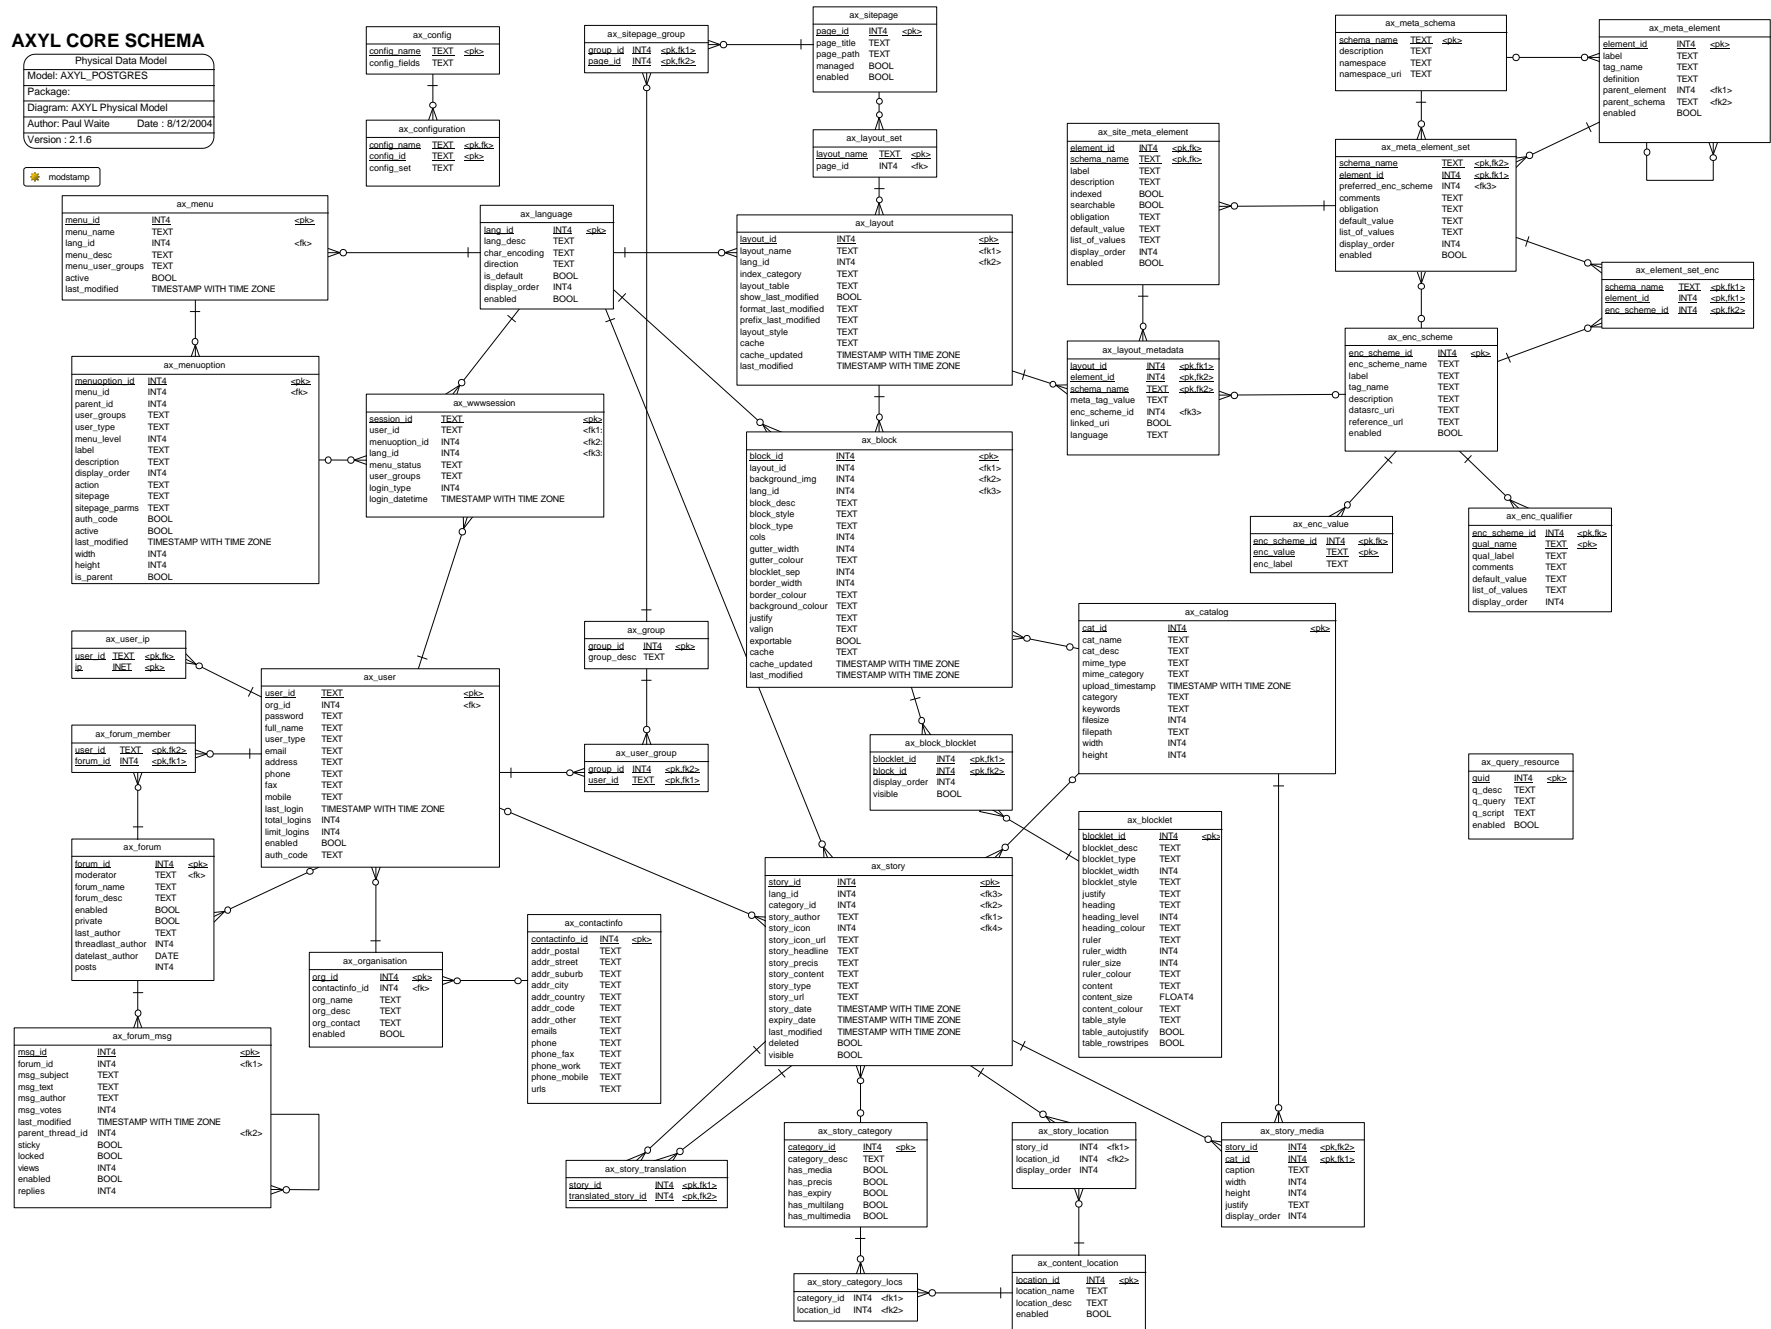 AXYL CORE SCHEMA
Physical Data Model
Model: AXYL_POSTGRES
Package:
Diagram: AXYL Physical Model
Author: Paul Waite Date : 8/12/2004
Version : 2.1.6
modstamp
ax_config
config_name TEXT <pk>
config_fields TEXT
ax_configuration
config_name TEXT <pk,fk>
config_id TEXT <pk>
config_set TEXT
ax_sitepage_group
group_id INT4 <pk,fk1>
page_id INT4 <pk,fk2>
ax_sitepage
page_id INT4 <pk>
page_title TEXT
page_path TEXT
managed BOOL
enabled BOOL
ax_layout_set
layout_name TEXT <pk>
page_id INT4 <fk>
ax_meta_schema
schema_name TEXT <pk>
description TEXT
namespace TEXT
namespace_uri TEXT
ax_meta_element
element_id INT4 <pk>
label TEXT
tag_name TEXT
definition TEXT
parent_element INT4 <fk1>
parent_schema TEXT <fk2>
enabled BOOL
ax_site_meta_element
element_id INT4 <pk,fk>
schema_name TEXT <pk,fk>
label TEXT
description TEXT
indexed BOOL
searchable BOOL
obligation TEXT
default_value TEXT
list_of_values TEXT
display_order INT4
enabled BOOL
ax_meta_element_set
schema_name TEXT <pk,fk2>
element_id INT4 <pk,fk1>
preferred_enc_scheme INT4 <fk3>
comments TEXT
obligation TEXT
default_value TEXT
list_of_values TEXT
display_order INT4
enabled BOOL
ax_element_set_enc
schema_name TEXT <pk,fk1>
element_id INT4 <pk,fk1>
enc_scheme_id INT4 <pk,fk2>
ax_menu
menu_id INT4 <pk>
menu_name TEXT
lang_id INT4 <fk>
menu_desc TEXT
menu_user_groups TEXT
active BOOL
last_modified TIMESTAMP WITH TIME ZONE
ax_language
lang_id INT4 <pk>
lang_desc TEXT
char_encoding TEXT
direction TEXT
is_default BOOL
display_order INT4
enabled BOOL
ax_layout
layout_id INT4 <pk>
layout_name TEXT <fk1>
lang_id INT4 <fk2>
index_category TEXT
layout_table TEXT
show_last_modified BOOL
format_last_modified TEXT
prefix_last_modified TEXT
layout_style TEXT
cache TEXT
cache_updated TIMESTAMP WITH TIME ZONE
last_modified TIMESTAMP WITH TIME ZONE
ax_layout_metadata
layout_id INT4 <pk,fk1>
element_id INT4 <pk,fk2>
schema_name TEXT <pk,fk2>
meta_tag_value TEXT
enc_scheme_id INT4 <fk3>
linked_uri BOOL
language TEXT
ax_enc_scheme
enc_scheme_id INT4 <pk>
enc_scheme_name TEXT
label TEXT
tag_name TEXT
description TEXT
datasrc_uri TEXT
reference_url TEXT
enabled BOOL
ax_menuoption
menuoption_id INT4 <pk>
menu_id INT4 <fk>
parent_id INT4
user_groups TEXT
user_type TEXT
menu_level INT4
label TEXT
description TEXT
display_order INT4
action TEXT
sitepage TEXT
sitepage_parms TEXT
auth_code BOOL
active BOOL
last_modified TIMESTAMP WITH TIME ZONE
width INT4
height INT4
is_parent BOOL
ax_wwwsession
session_id TEXT <pk>
user_id TEXT <fk1:
menuoption_id INT4 <fk2:
lang_id INT4 <fk3:
menu_status TEXT
user_groups TEXT
login_type INT4
login_datetime TIMESTAMP WITH TIME ZONE
ax_block
block_id INT4 <pk>
layout_id INT4 <fk1>
background_img INT4 <fk2>
lang_id INT4 <fk3>
block_desc TEXT
block_style TEXT
block_type TEXT
cols INT4
gutter_width INT4
gutter_colour TEXT
blocklet_sep INT4
border_width INT4
border_colour TEXT
background_colour TEXT
justify TEXT
valign TEXT
exportable BOOL
cache TEXT
cache_updated TIMESTAMP WITH TIME ZONE
last_modified TIMESTAMP WITH TIME ZONE
ax_enc_value
enc_scheme_id INT4 <pk,fk>
enc_value TEXT <pk>
enc_label TEXT
ax_enc_qualifier
enc_scheme_id INT4 <pk,fk>
qual_name TEXT <pk>
qual_label TEXT
comments TEXT
default_value TEXT
list_of_values TEXT
display_order INT4
ax_user_ip
user_id TEXT <pk,fk>
ip INET <pk>
ax_user
user_id TEXT <pk>
org_id INT4 <fk>
password TEXT
full_name TEXT
user_type TEXT
email TEXT
address TEXT
phone TEXT
fax TEXT
mobile TEXT
last_login TIMESTAMP WITH TIME ZONE
total_logins INT4
limit_logins INT4
enabled BOOL
auth_code TEXT
ax_group
group_id INT4 <pk>
group_desc TEXT
ax_user_group
group_id INT4 <pk,fk2>
user_id TEXT <pk,fk1>
ax_catalog
cat_id INT4 <pk>
cat_name TEXT
cat_desc TEXT
mime_type TEXT
mime_category TEXT
upload_timestamp TIMESTAMP WITH TIME ZONE
category TEXT
keywords TEXT
filesize INT4
filepath TEXT
width INT4
height INT4
ax_forum_member
user_id TEXT <pk,fk2>
forum_id INT4 <pk,fk1>
ax_block_blocklet
blocklet_id INT4 <pk,fk1>
block_id INT4 <pk,fk2>
display_order INT4
visible BOOL
ax_query_resource
quid INT4 <pk>
q_desc TEXT
q_query TEXT
q_script TEXT
enabled BOOL
ax_forum
forum_id INT4 <pk>
moderator TEXT <fk>
forum_name TEXT
forum_desc TEXT
enabled BOOL
private BOOL
last_author TEXT
threadlast_author INT4
datelast_author DATE
posts INT4
ax_blocklet
blocklet_id INT4 <pk>
blocklet_desc TEXT
blocklet_type TEXT
blocklet_width INT4
blocklet_style TEXT
justify TEXT
heading TEXT
heading_level INT4
heading_colour TEXT
ruler TEXT
ruler_width INT4
ruler_size INT4
ruler_colour TEXT
content TEXT
content_size FLOAT4
content_colour TEXT
table_style TEXT
table_autojustify BOOL
table_rowstripes BOOL
ax_story
story_id INT4 <pk>
lang_id INT4 <fk3>
category_id INT4 <fk2>
story_author TEXT <fk1>
story_icon INT4 <fk4>
story_icon_url TEXT
story_headline TEXT
story_precis TEXT
story_content TEXT
story_type TEXT
story_url TEXT
story_date TIMESTAMP WITH TIME ZONE
expiry_date TIMESTAMP WITH TIME ZONE
last_modified TIMESTAMP WITH TIME ZONE
deleted BOOL
visible BOOL
ax_organisation
org_id INT4 <pk>
contactinfo_id INT4 <fk>
org_name TEXT
org_desc TEXT
org_contact TEXT
enabled BOOL
ax_contactinfo
contactinfo_id INT4 <pk>
addr_postal TEXT
addr_street TEXT
addr_suburb TEXT
addr_city TEXT
addr_country TEXT
addr_code TEXT
addr_other TEXT
emails TEXT
phone TEXT
phone_fax TEXT
phone_work TEXT
phone_mobile TEXT
urls TEXT
ax_forum_msg
msg_id INT4 <pk>
forum_id INT4 <fk1>
msg_subject TEXT
msg_text TEXT
msg_author TEXT
msg_votes INT4
last_modified TIMESTAMP WITH TIME ZONE
parent_thread_id INT4 <fk2>
sticky BOOL
locked BOOL
views INT4
enabled BOOL
replies INT4
ax_story_translation
story_id INT4 <pk,fk1>
translated_story_id INT4 <pk,fk2>
ax_story_category
category_id INT4 <pk>
category_desc TEXT
has_media BOOL
has_precis BOOL
has_expiry BOOL
has_multilang BOOL
has_multimedia BOOL
ax_story_location
story_id INT4 <fk1>
location_id INT4 <fk2>
display_order INT4
ax_story_media
story_id INT4 <pk,fk2>
cat_id INT4 <pk,fk1>
caption TEXT
width INT4
height INT4
justify TEXT
display_order INT4
ax_story_category_locs
category_id INT4 <fk1>
location_id INT4 <fk2>
ax_content_location
location_id INT4 <pk>
location_name TEXT
location_desc TEXT
enabled BOOL